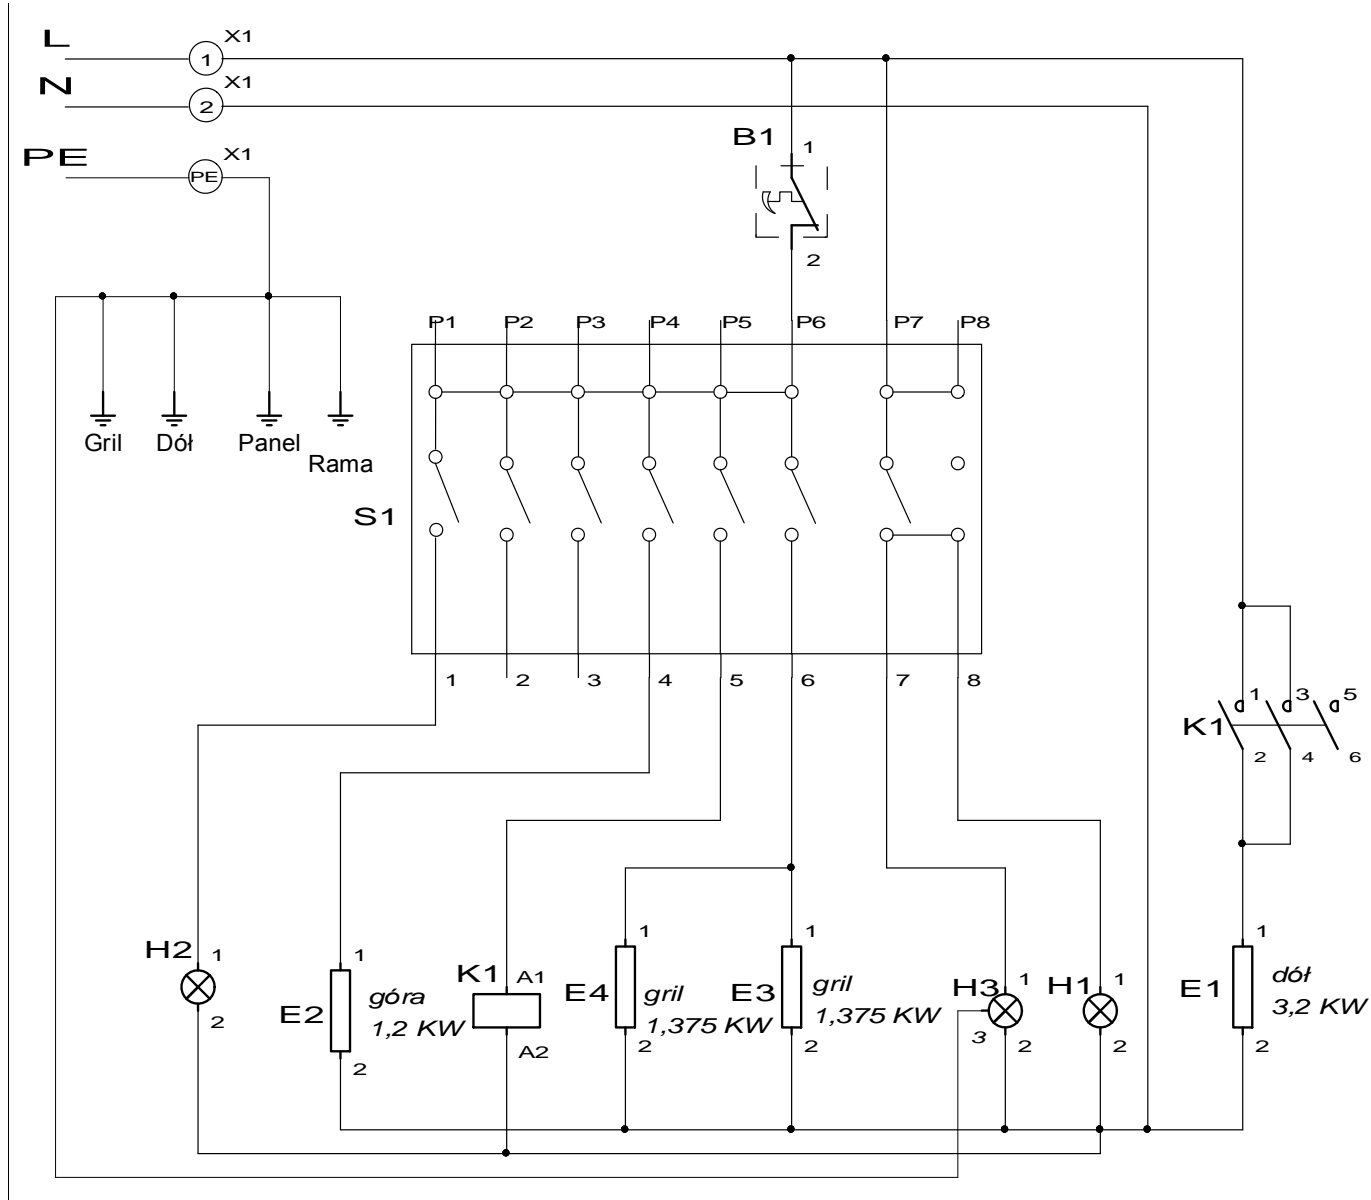 L
X1
1
N
X1
2
PE
X1
PE
B1
1
2
P1 P2 P3 P4 P5 P6 P7 P8
Gril Dół Panel
Rama
S1
1 2 3 4 5 6 7 8
K1
1 3 5
2 4 6
H2
1
2
E2
1
góra
1,2 KW
2
K1
A1
A2
E4
1
gril
1,375 KW
2
E3
1
gril
1,375 KW
2
H3
1
3
2
H1
1
2
E1
1
dół
3,2 KW
2